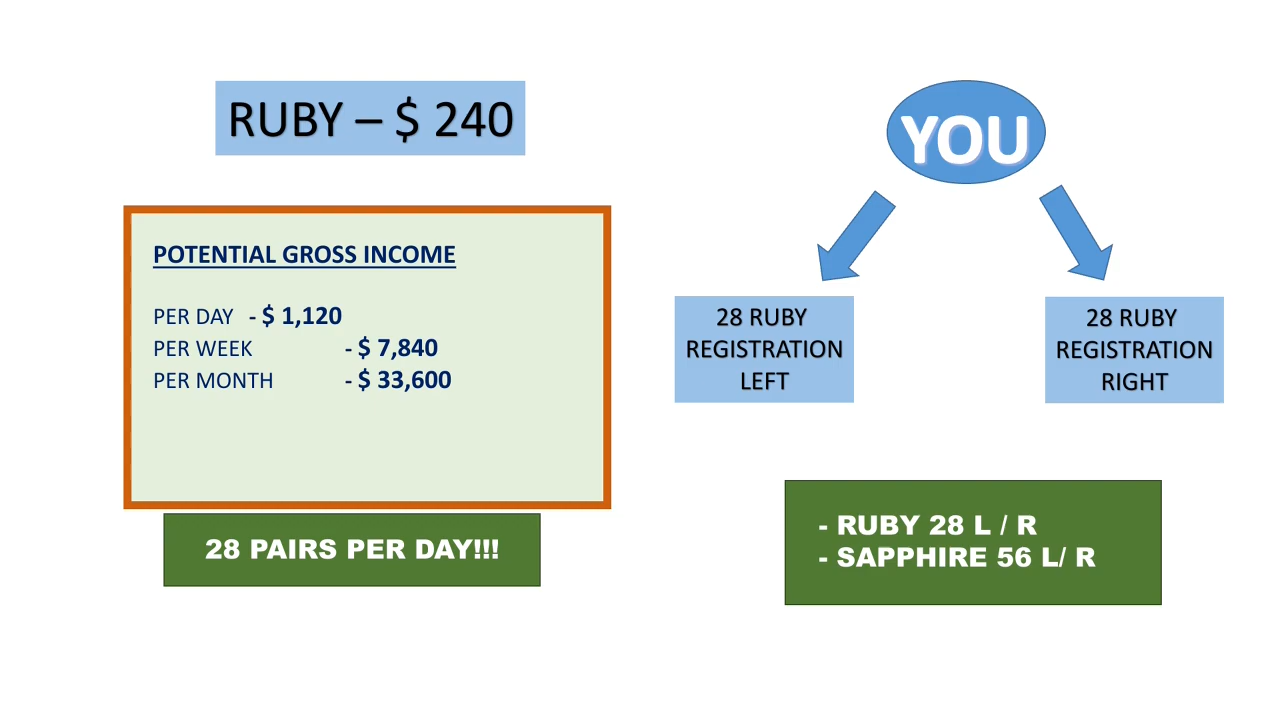 RUBY – $ 240
POTENTIAL GROSS INCOME
PER DAY - $ 1,120
PER WEEK - $ 7,840
PER MONTH - $ 33,600
28 PAIRS PER DAY!!!
YOU
28 RUBY
REGISTRATION
LEFT
28 RUBY
REGISTRATION
RIGHT
- RUBY 28 L / R
- SAPPHIRE 56 L/ R